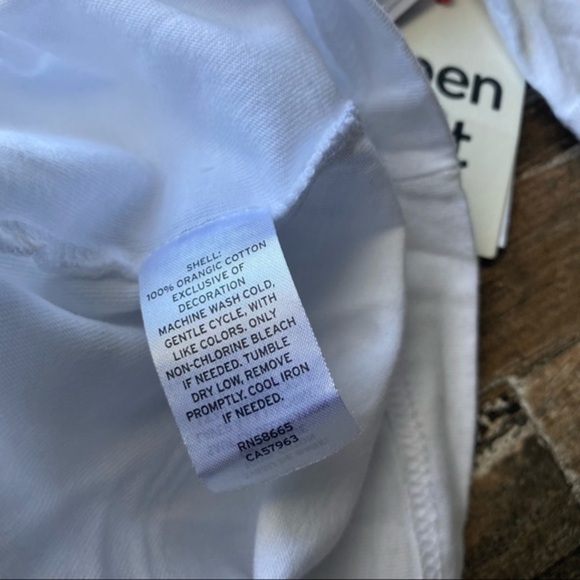 pen
t
SHELL:
100% ORANGIC COTTON
EXCLUSIVE OF
DECORATION
MACHINE WASH COLD,
GENTLE CYCLE, WITH
LIKE COLORS. ONLY
NON-CHLORINE BLEACH
IF NEEDED. TUMBLE
DRY LOW, REMOVE
PROMPTLY. COOL IRON
IF NEEDED.
RN58665
CA57963